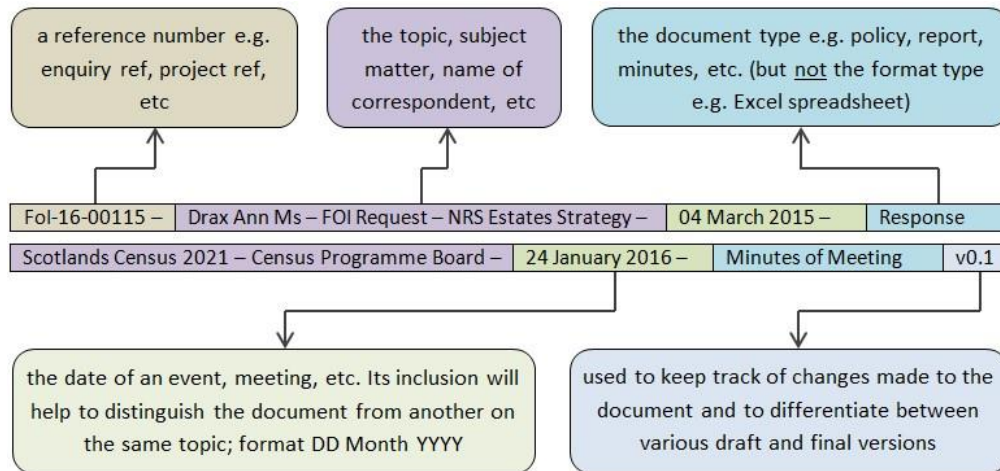 a reference number e.g.
enquiry ref, project ref,
etc
the topic, subject
matter, name of
correspondent, etc
the document type e.g. policy, report,
minutes, etc. (but not the format type
e.g. Excel spreadsheet)
FoI-16-00115 – Drax Ann Ms – FOI Request – NRS Estates Strategy – 04 March 2015 – Response
Scotlands Census 2021 – Census Programme Board – 24 January 2016 – Minutes of Meeting v0.1
the date of an event, meeting, etc. Its inclusion will
help to distinguish the document from another on
the same topic; format DD Month YYYY
used to keep track of changes made to the
document and to differentiate between
various draft and final versions